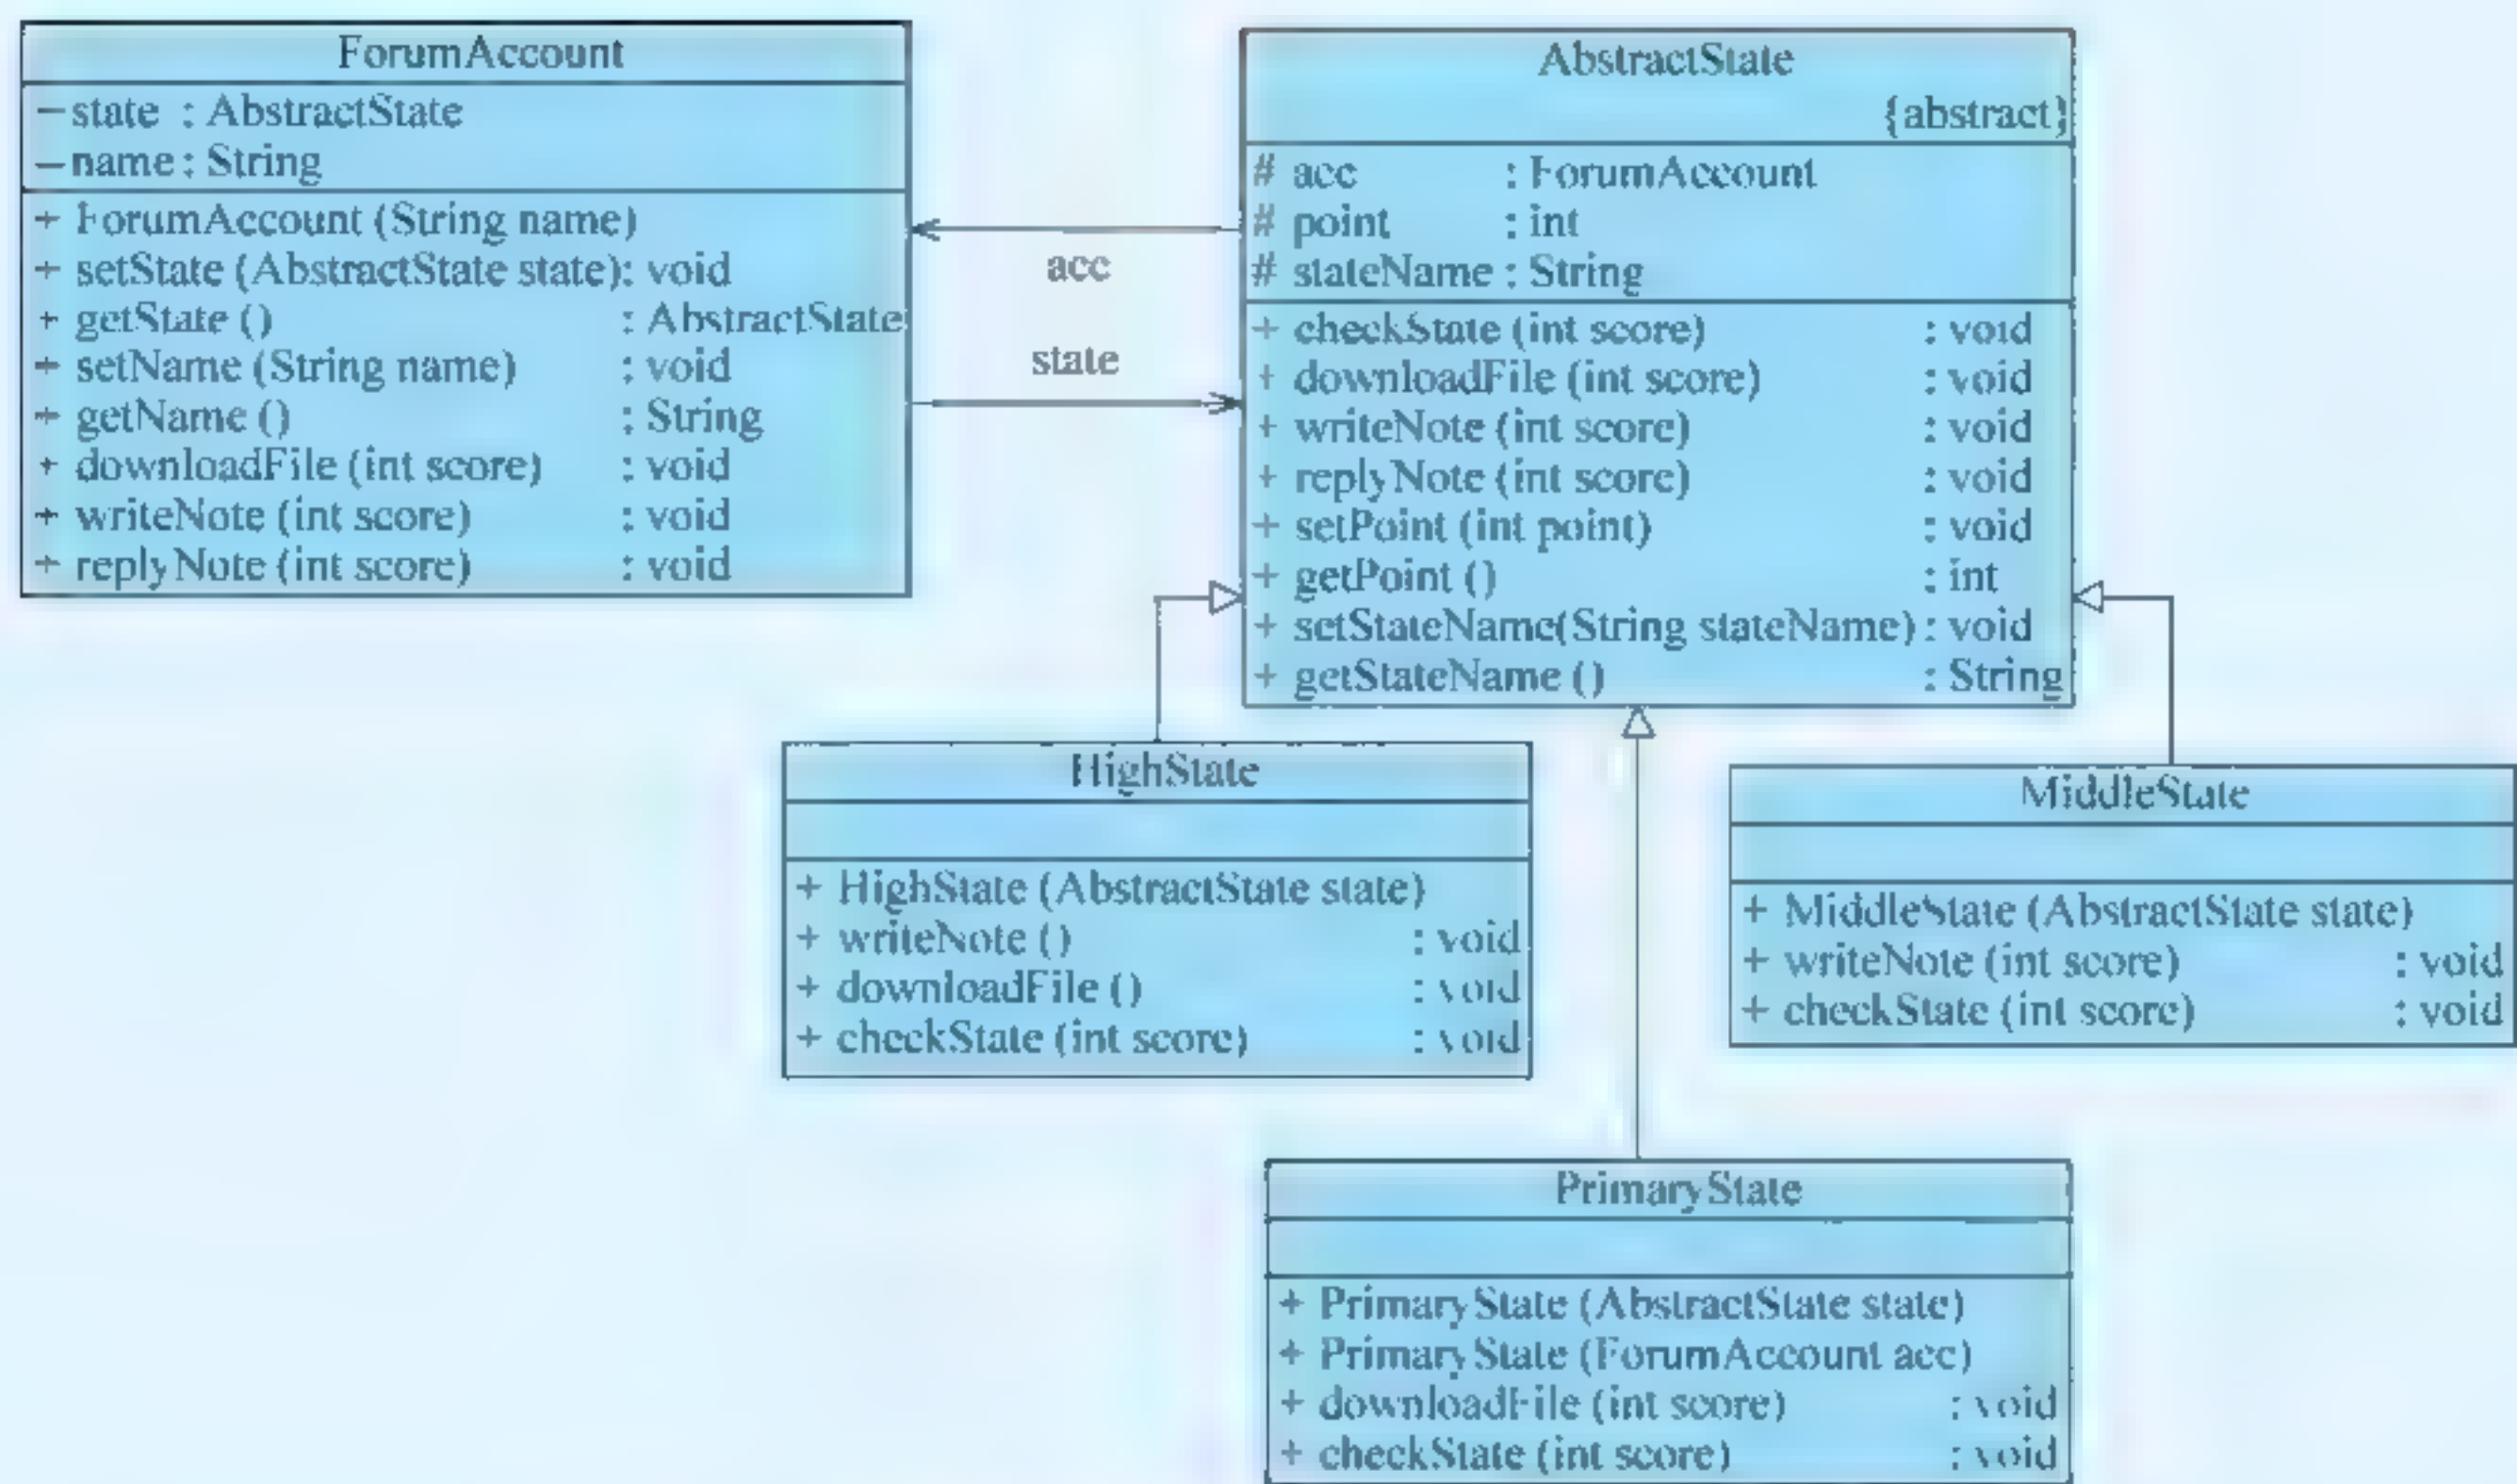 ForumAccount
– state : AbstractState
– name : String
+ ForumAccount (String name)
+ setState (AbstractState state): void
+ getState () : AbstractState
+ setName (String name) : void
+ getName () : String
+ downloadFile (int score) : void
+ writeNote (int score) : void
+ replyNote (int score) : void
acc
state
AbstractState
{abstract}
# acc : ForumAccount
# point : int
# stateName : String
+ checkState (int score) : void
+ downloadFile (int score) : void
+ writeNote (int score) : void
+ replyNote (int score) : void
+ setPoint (int point) : void
+ getPoint () : int
+ setStateName(String stateName) : void
+ getStateName () : String
HighState
+ HighState (AbstractState state)
+ writeNote () : void
+ downloadFile () : void
+ checkState (int score) : void
MiddleState
+ MiddleState (AbstractState state)
+ writeNote (int score) : void
+ checkState (int score) : void
PrimaryState
+ PrimaryState (AbstractState state)
+ PrimaryState (ForumAccount acc)
+ downloadFile (int score) : void
+ checkState (int score) : void